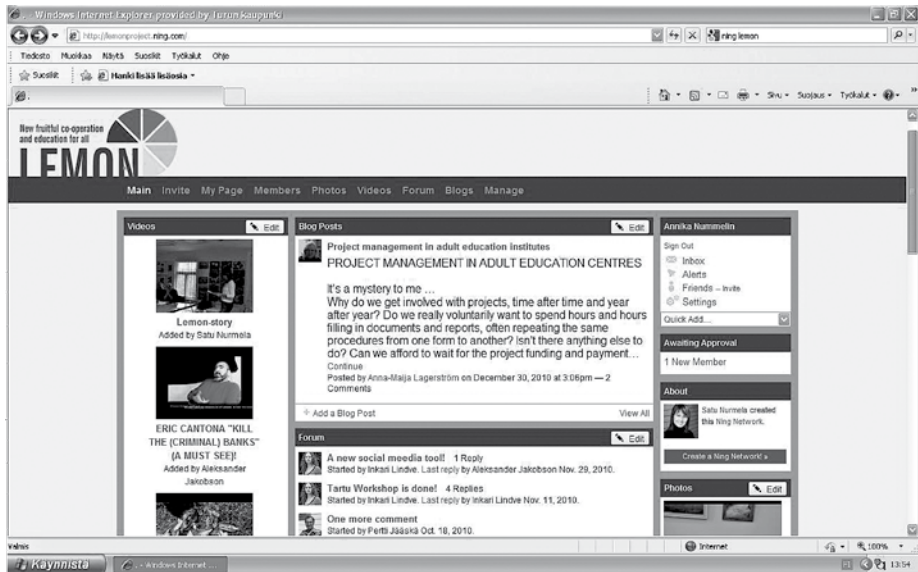 - Windows Internet Explorer provided by Turun kaupunki
http://lemonproject.ning.com/
ning lemon
Tiedosto Muokkaa Näytä Suosikit Työkalut Ohje
Suosikit Hanki lisää lisäosia
Sivu Suojaus Työkalut
New fruitful co-operation
and education for all
LEMON
Main Invite My Page Members Photos Videos Forum Blogs Manage
Videos Edit
Lemon-story
Added by Satu Nurmela
ERIC CANTONA "KILL
THE (CRIMINAL) BANKS"
(A MUST SEE)!
Added by Aleksander
Jakobson
Blog Posts Edit
Project management in adult education institutes
PROJECT MANAGEMENT IN ADULT EDUCATION CENTRES
It's a mystery to me ...
Why do we get involved with projects, time after time and year
after year? Do we really voluntarily want to spend hours and hours
filling in documents and reports, often repeating the same
procedures from one form to another? Isn't there anything else to
do? Can we afford to wait for the project funding and payment…
Continue
Posted by Anna-Maija Lagerström on December 30, 2010 at 3:06pm — 2
Comments
+ Add a Blog Post View All
Forum Edit
A new social meedia tool! 1 Reply
Started by Inkari Lindve. Last reply by Aleksander Jakobson Nov. 29, 2010.
Tartu Workshop is done! 4 Replies
Started by Inkari Lindve. Last reply by Inkari Lindve Nov. 11, 2010.
One more comment
Started by Pertti Jääskä Oct. 18, 2010.
Annika Nummelin
Sign Out
Inbox
Alerts
Friends – Invite
Settings
Quick Add...
Awaiting Approval
1 New Member
About
Satu Nurmela created
this Ning Network.
Create a Ning Network! »
Photos Edit
Valmis Internet 100%
Käynnistä - Windows Internet ... 13:54